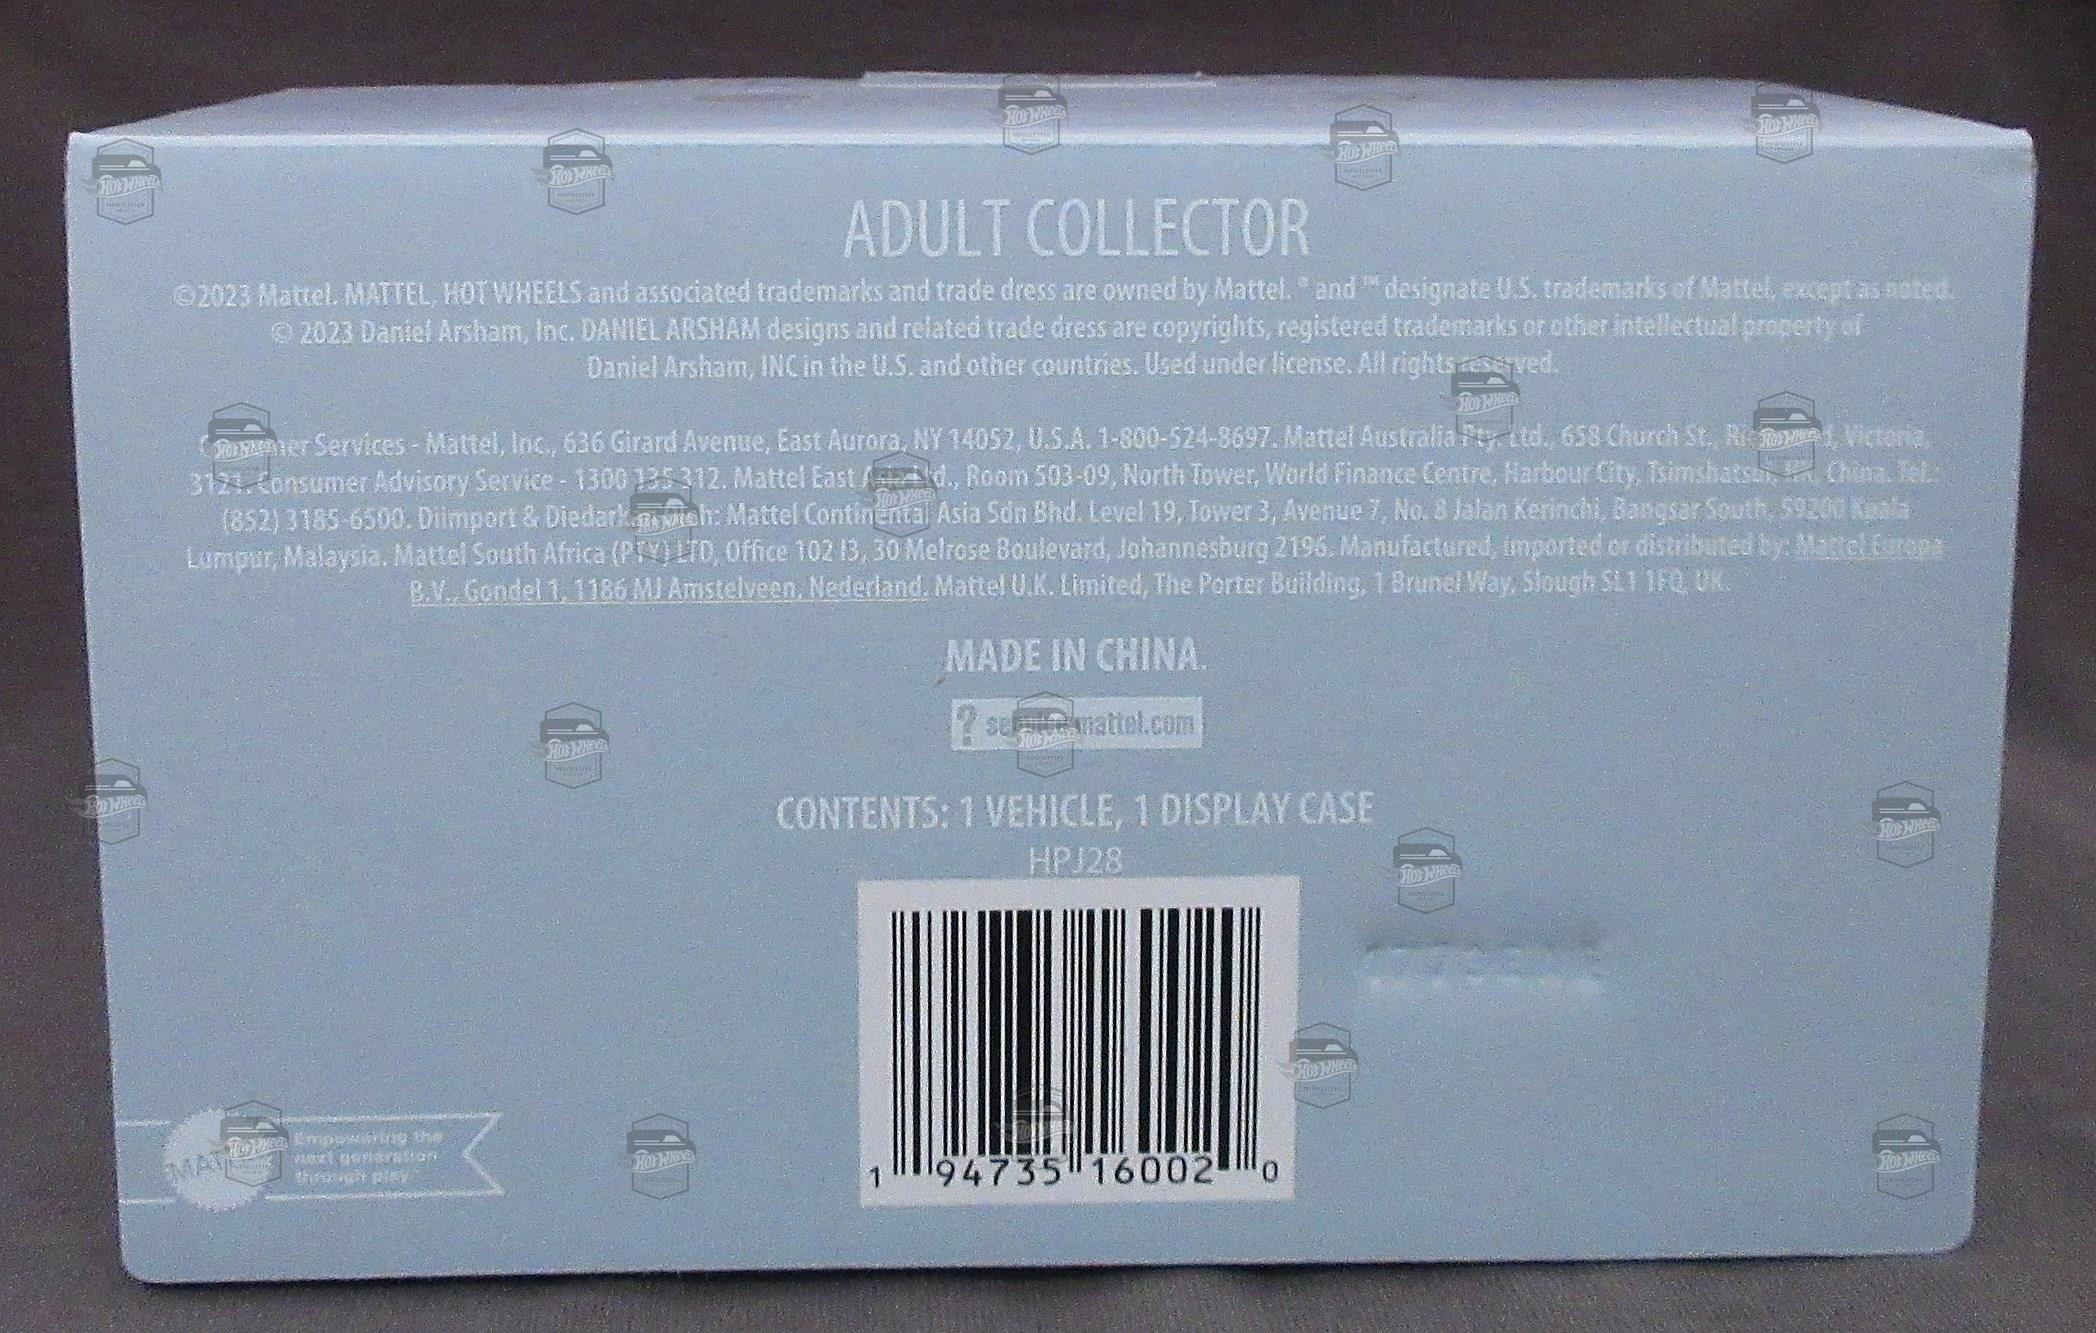 ADULT COLLECTOR
©2023 Mattel. MATTEL, HOT WHEELS and associated trademarks and trade dress are owned by Mattel. ® and ™ designate U.S. trademarks of Mattel, except as noted.
© 2023 Daniel Arsham, Inc. DANIEL ARSHAM designs and related trade dress are copyrights, registered trademarks or other intellectual property of
Daniel Arsham, INC in the U.S. and other countries. Used under license. All rights reserved.
Services - Mattel, Inc., 636 Girard Avenue, East Aurora, NY 14052, U.S.A. 1-800-524-8697. Mattel Australia Pty., Ltd., 658 Church St., Victoria,
3121. Consumer Advisory Service - 1300 135 312. Mattel East Ltd., Room 503-09, North Tower, World Finance Centre, Harbour City, Tsimshatsui, HK, China. Tel.:
(852) 3185-6500. Diimport & Mattel Continental Asia Sdn Bhd. Level 19, Tower 3, Avenue 7, No. 8 Jalan Kerinchi, Bangsar South, 59200 Kuala
Lumpur, Malaysia. Mattel South Africa (PTY) LTD, Office 102 I3, 30 Melrose Boulevard, Johannesburg 2196. Manufactured, imported or distributed by: Mattel Europa
B.V., Gondel 1, 1186 MJ Amstelveen, Nederland. Mattel U.K. Limited, The Porter Building, 1 Brunel Way, Slough SL1 1FQ, UK.
MADE IN CHINA.
? service.mattel.com
CONTENTS: 1 VEHICLE, 1 DISPLAY CASE
HPJ28
1 94735 16002 0
Empowering the
next generation
through play
HOT WHEELS